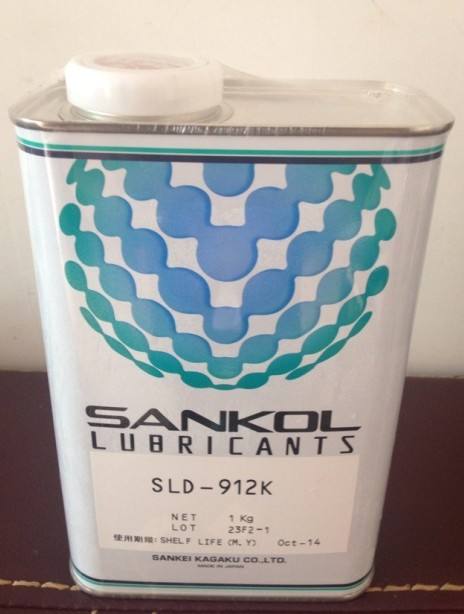 SANKOL
LUBRICANTS
SLD-912K
NET 1 Kg
LOT 23F2-1
使用期限: SHELF LIFE (M.Y) Oct-14
SANKEI KAGAKU CO.,LTD.
MADE IN JAPAN